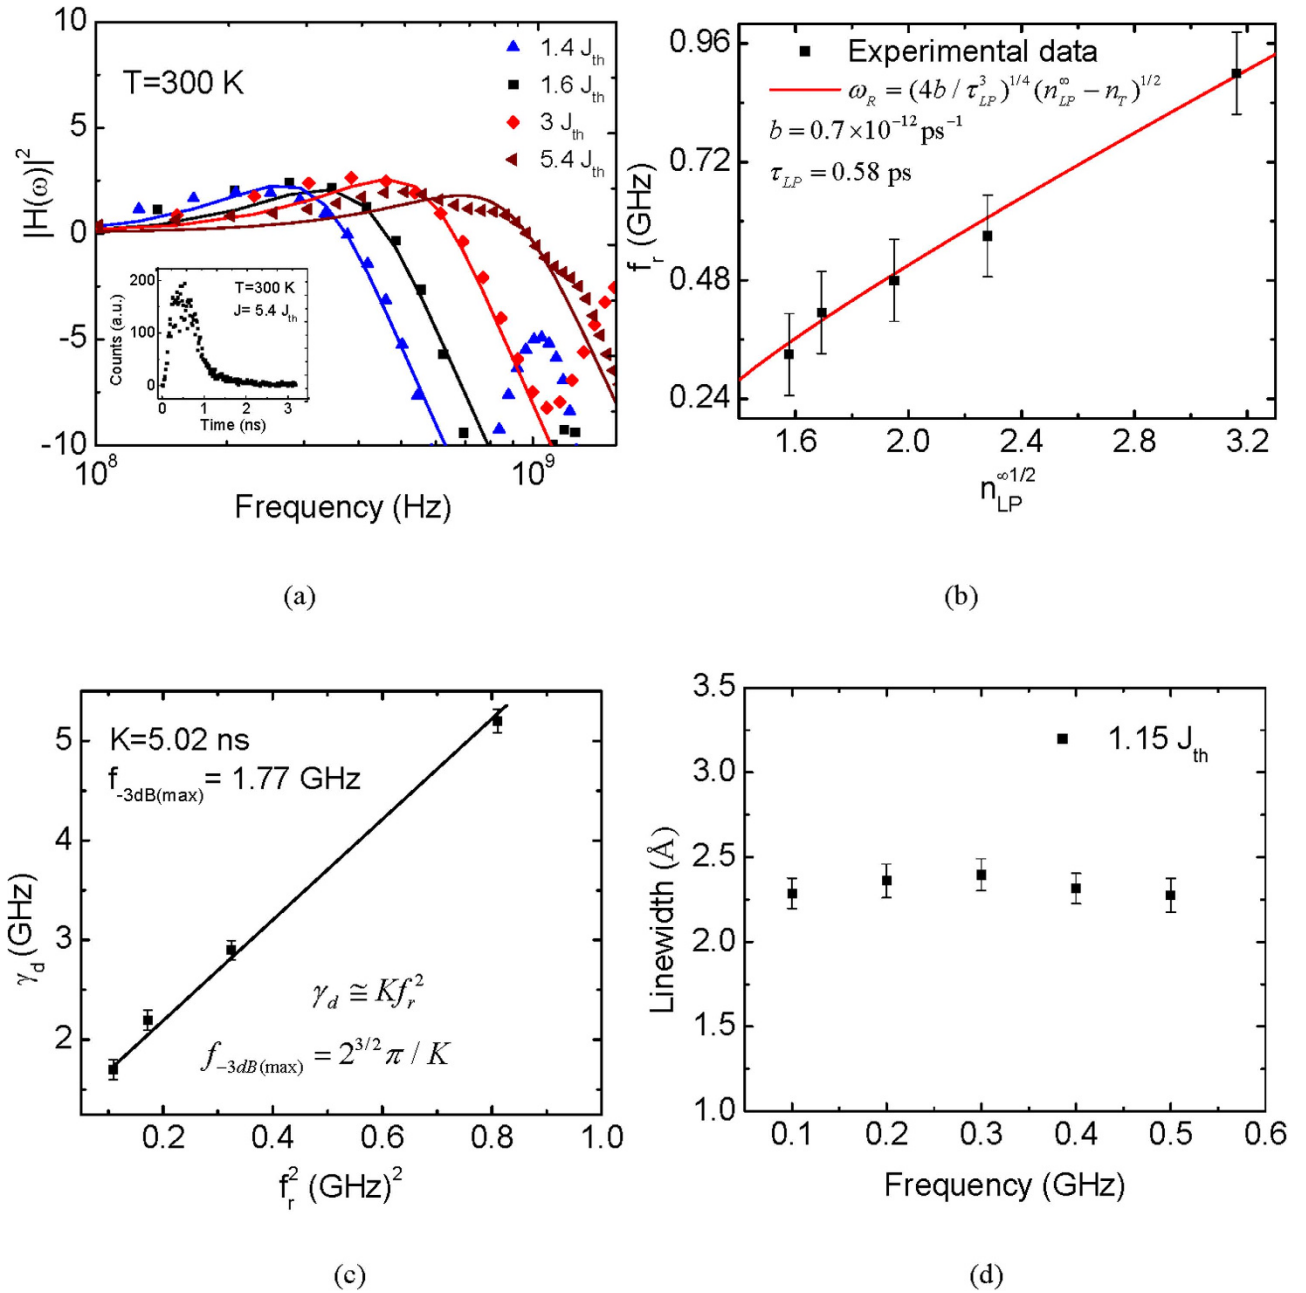 10
5
0
-5
-10
|H(ω)|²
T=300 K
1.4 J_th
1.6 J_th
3 J_th
5.4 J_th
200
100
0
Counts (a.u.)
T=300 K
J= 5.4 J_th
0 1 2 3
Time (ns)
10⁸ 10⁹
Frequency (Hz)
(a)
0.96
0.72
0.48
0.24
f_r (GHz)
Experimental data
ω_R = (4b / τ_LP^3)^1/4 (n_LP^∞ − n_T)^1/2
b = 0.7×10⁻¹² ps⁻¹
τ_LP = 0.58 ps
1.6 2.0 2.4 2.8 3.2
n_LP^∞1/2
(b)
5
4
3
2
γ_d (GHz)
K=5.02 ns
f_-3dB(max) = 1.77 GHz
γ_d ≅ Kf_r^2
f_−3dB(max) = 2^3/2 π / K
0.2 0.4 0.6 0.8 1.0
f_r^2 (GHz)²
(c)
3.5
3.0
2.5
2.0
1.5
1.0
Linewidth (Å)
1.15 J_th
0.1 0.2 0.3 0.4 0.5 0.6
Frequency (GHz)
(d)